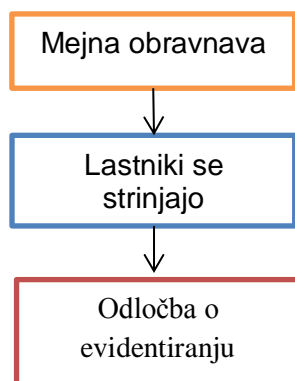 Mejna obravnava
Lastniki se
strinjajo
Odločba o
evidentiranju